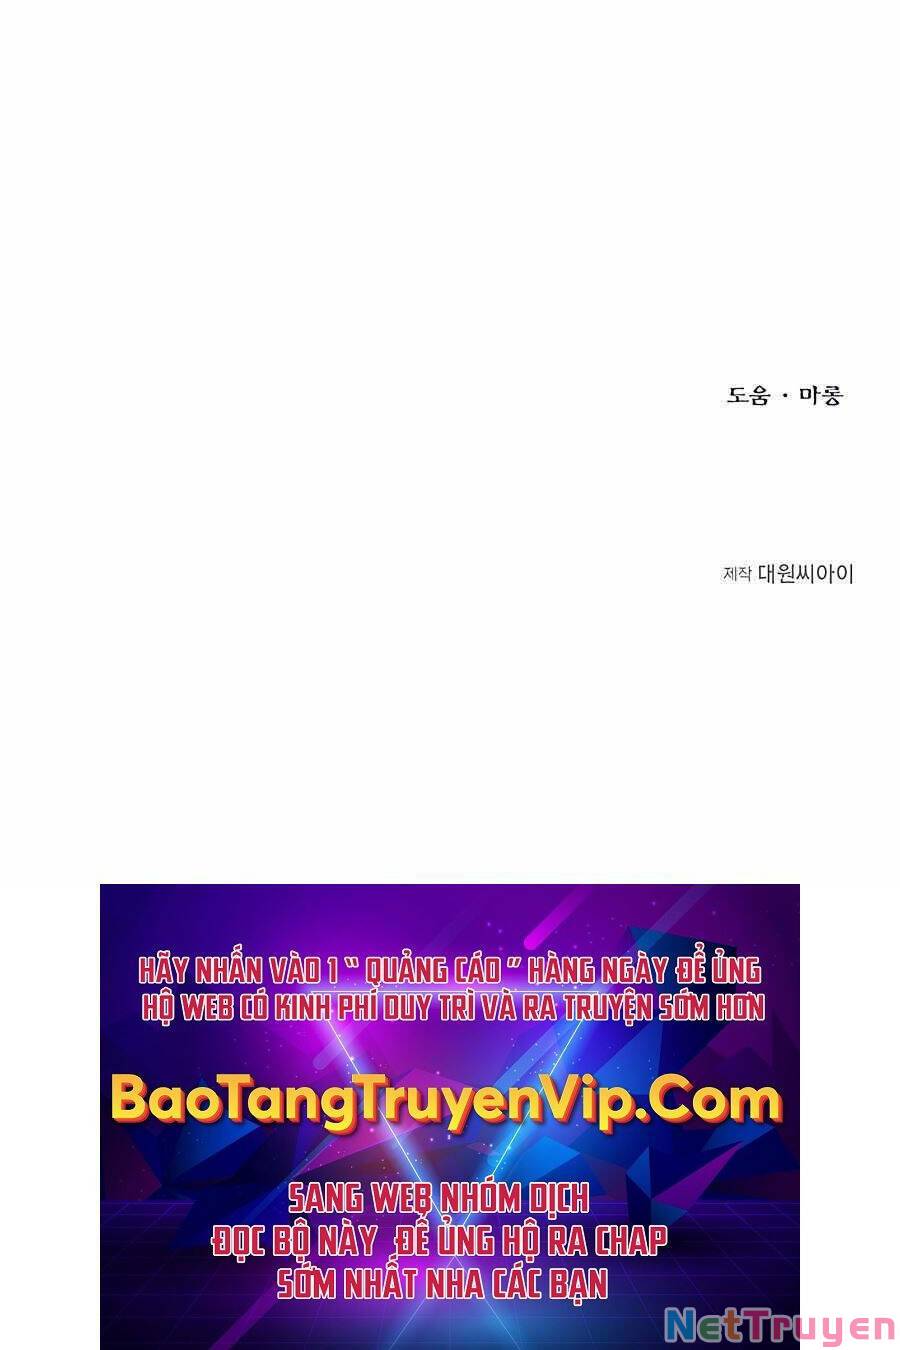 도움 · 마롱
제작 대원씨아이
HÃY NHẤN VÀO 1 “ QUẢNG CÁO ” HÀNG NGÀY ĐỂ ỦNG
HỘ WEB CÓ KINH PHÍ DUY TRÌ VÀ RA TRUYỆN SỚM HƠN
BaoTangTruyenVip.Com
SANG WEB NHÓM DỊCH
ĐỌC BỘ NÀY ĐỂ ỦNG HỘ RA CHAP
SỚM NHẤT NHA CÁC BẠN
NetTruyen